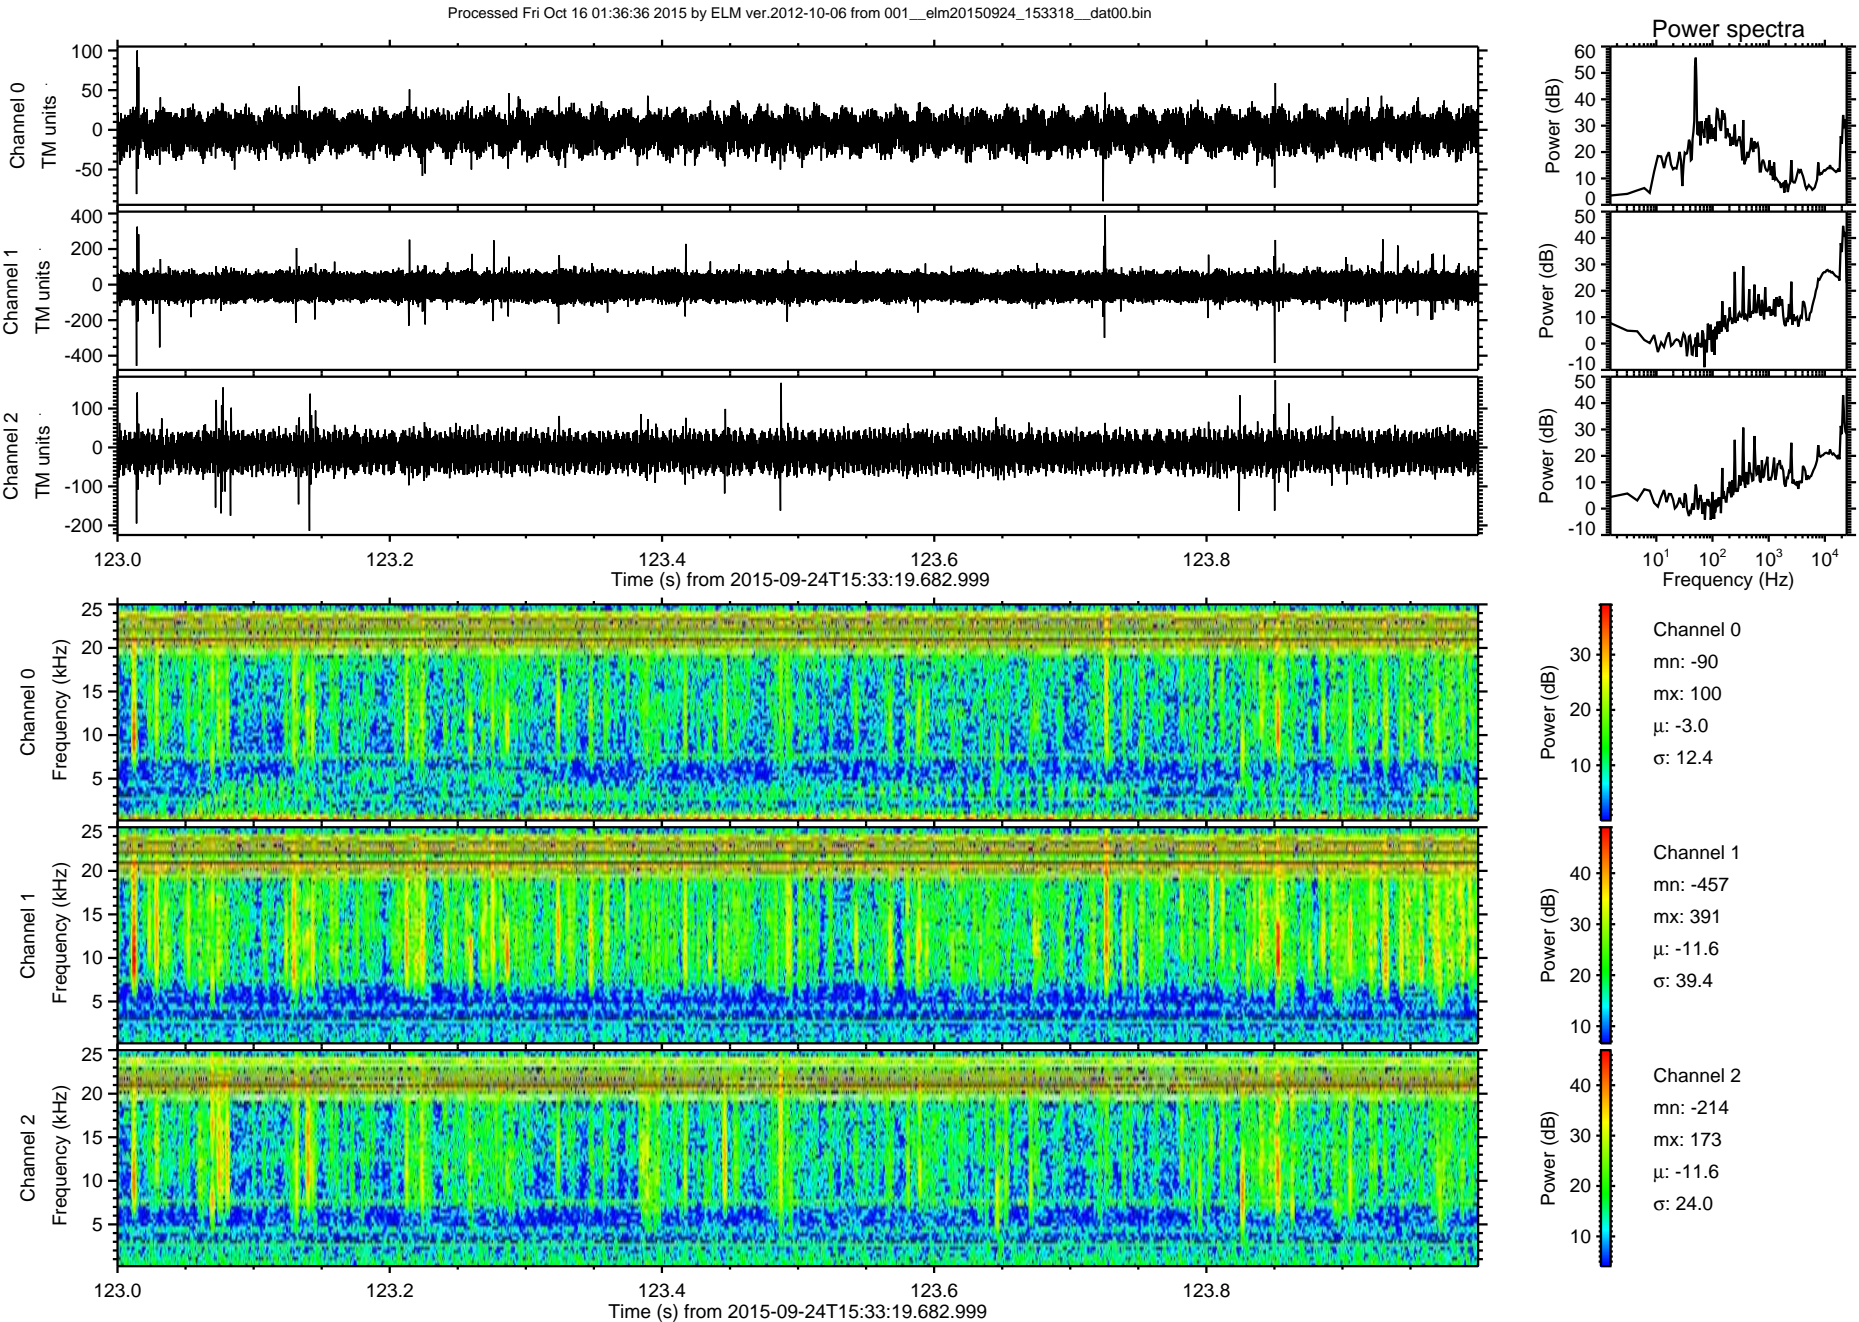 Processed Fri Oct 16 01:36:36 2015 by ELM ver.2012-10-06 from 001__elm20150924_153318__dat00.bin
Power spectra
Channel 0
TM units
100
50
0
-50
Power (dB)
60
50
40
30
20
10
0
Channel 1
TM units
400
200
0
-200
-400
Power (dB)
50
40
30
20
10
0
-10
Channel 2
TM units
100
0
-100
-200
Power (dB)
50
40
30
20
10
0
-10
123.0 123.2 123.4 123.6 123.8
Time (s) from 2015-09-24T15:33:19.682.999
10^1 10^2 10^3 10^4
Frequency (Hz)
Channel 0
Frequency (kHz)
25
20
15
10
5
Power (dB)
30
20
10
Channel 0
mn: -90
mx: 100
μ: -3.0
σ: 12.4
Channel 1
Frequency (kHz)
25
20
15
10
5
Power (dB)
40
30
20
10
Channel 1
mn: -457
mx: 391
μ: -11.6
σ: 39.4
Channel 2
Frequency (kHz)
25
20
15
10
5
Power (dB)
40
30
20
10
Channel 2
mn: -214
mx: 173
μ: -11.6
σ: 24.0
123.0 123.2 123.4 123.6 123.8
Time (s) from 2015-09-24T15:33:19.682.999